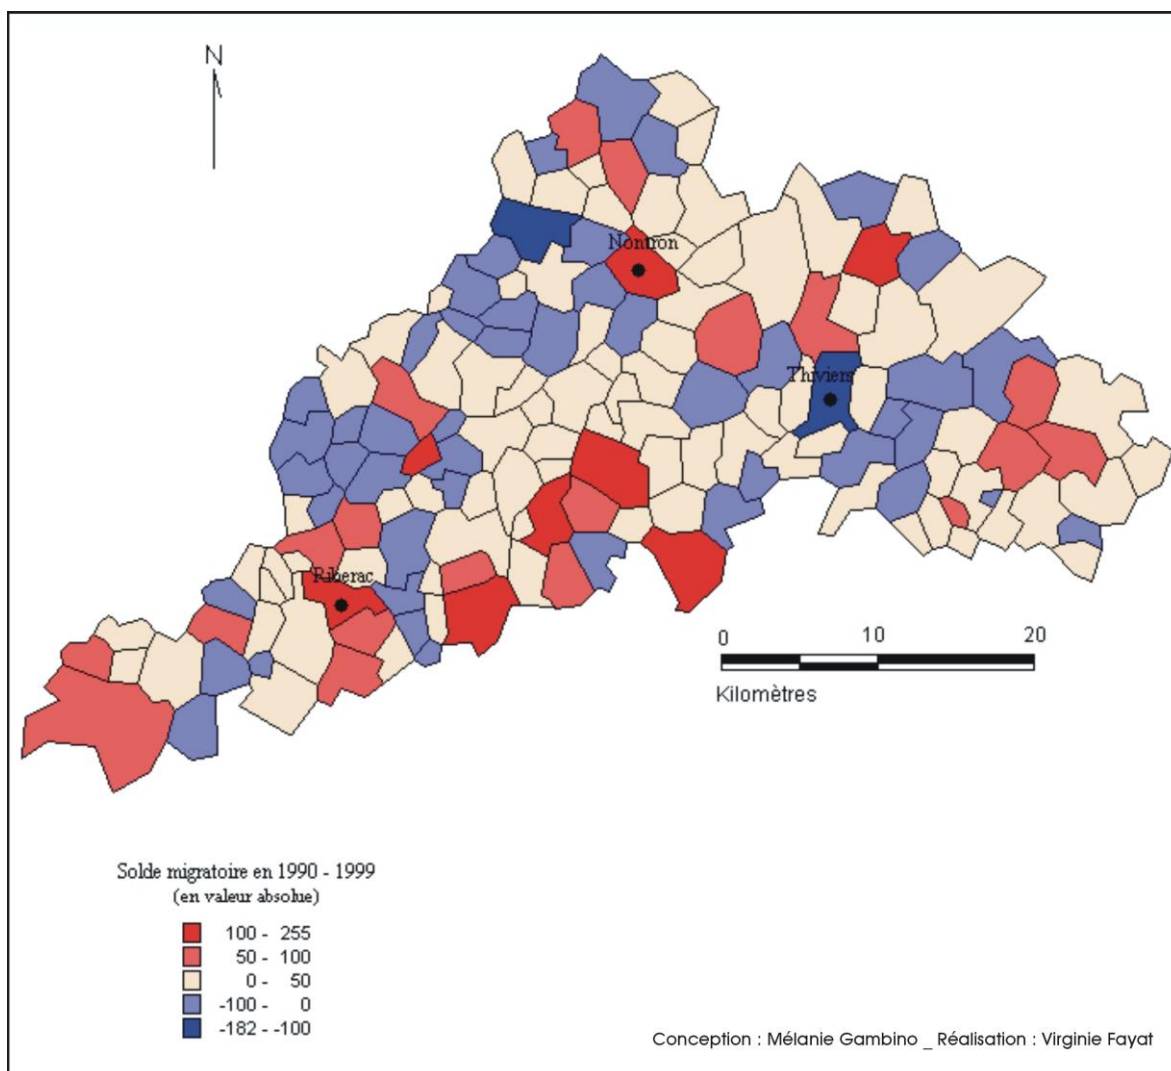 N
Nontron
Thiviers
Riberac
0 10 20
Kilomètres
Solde migratoire en 1990 - 1999
(en valeur absolue)
100 - 255
50 - 100
0 - 50
-100 - 0
-182 - -100
Conception : Mélanie Gambino _ Réalisation : Virginie Fayat